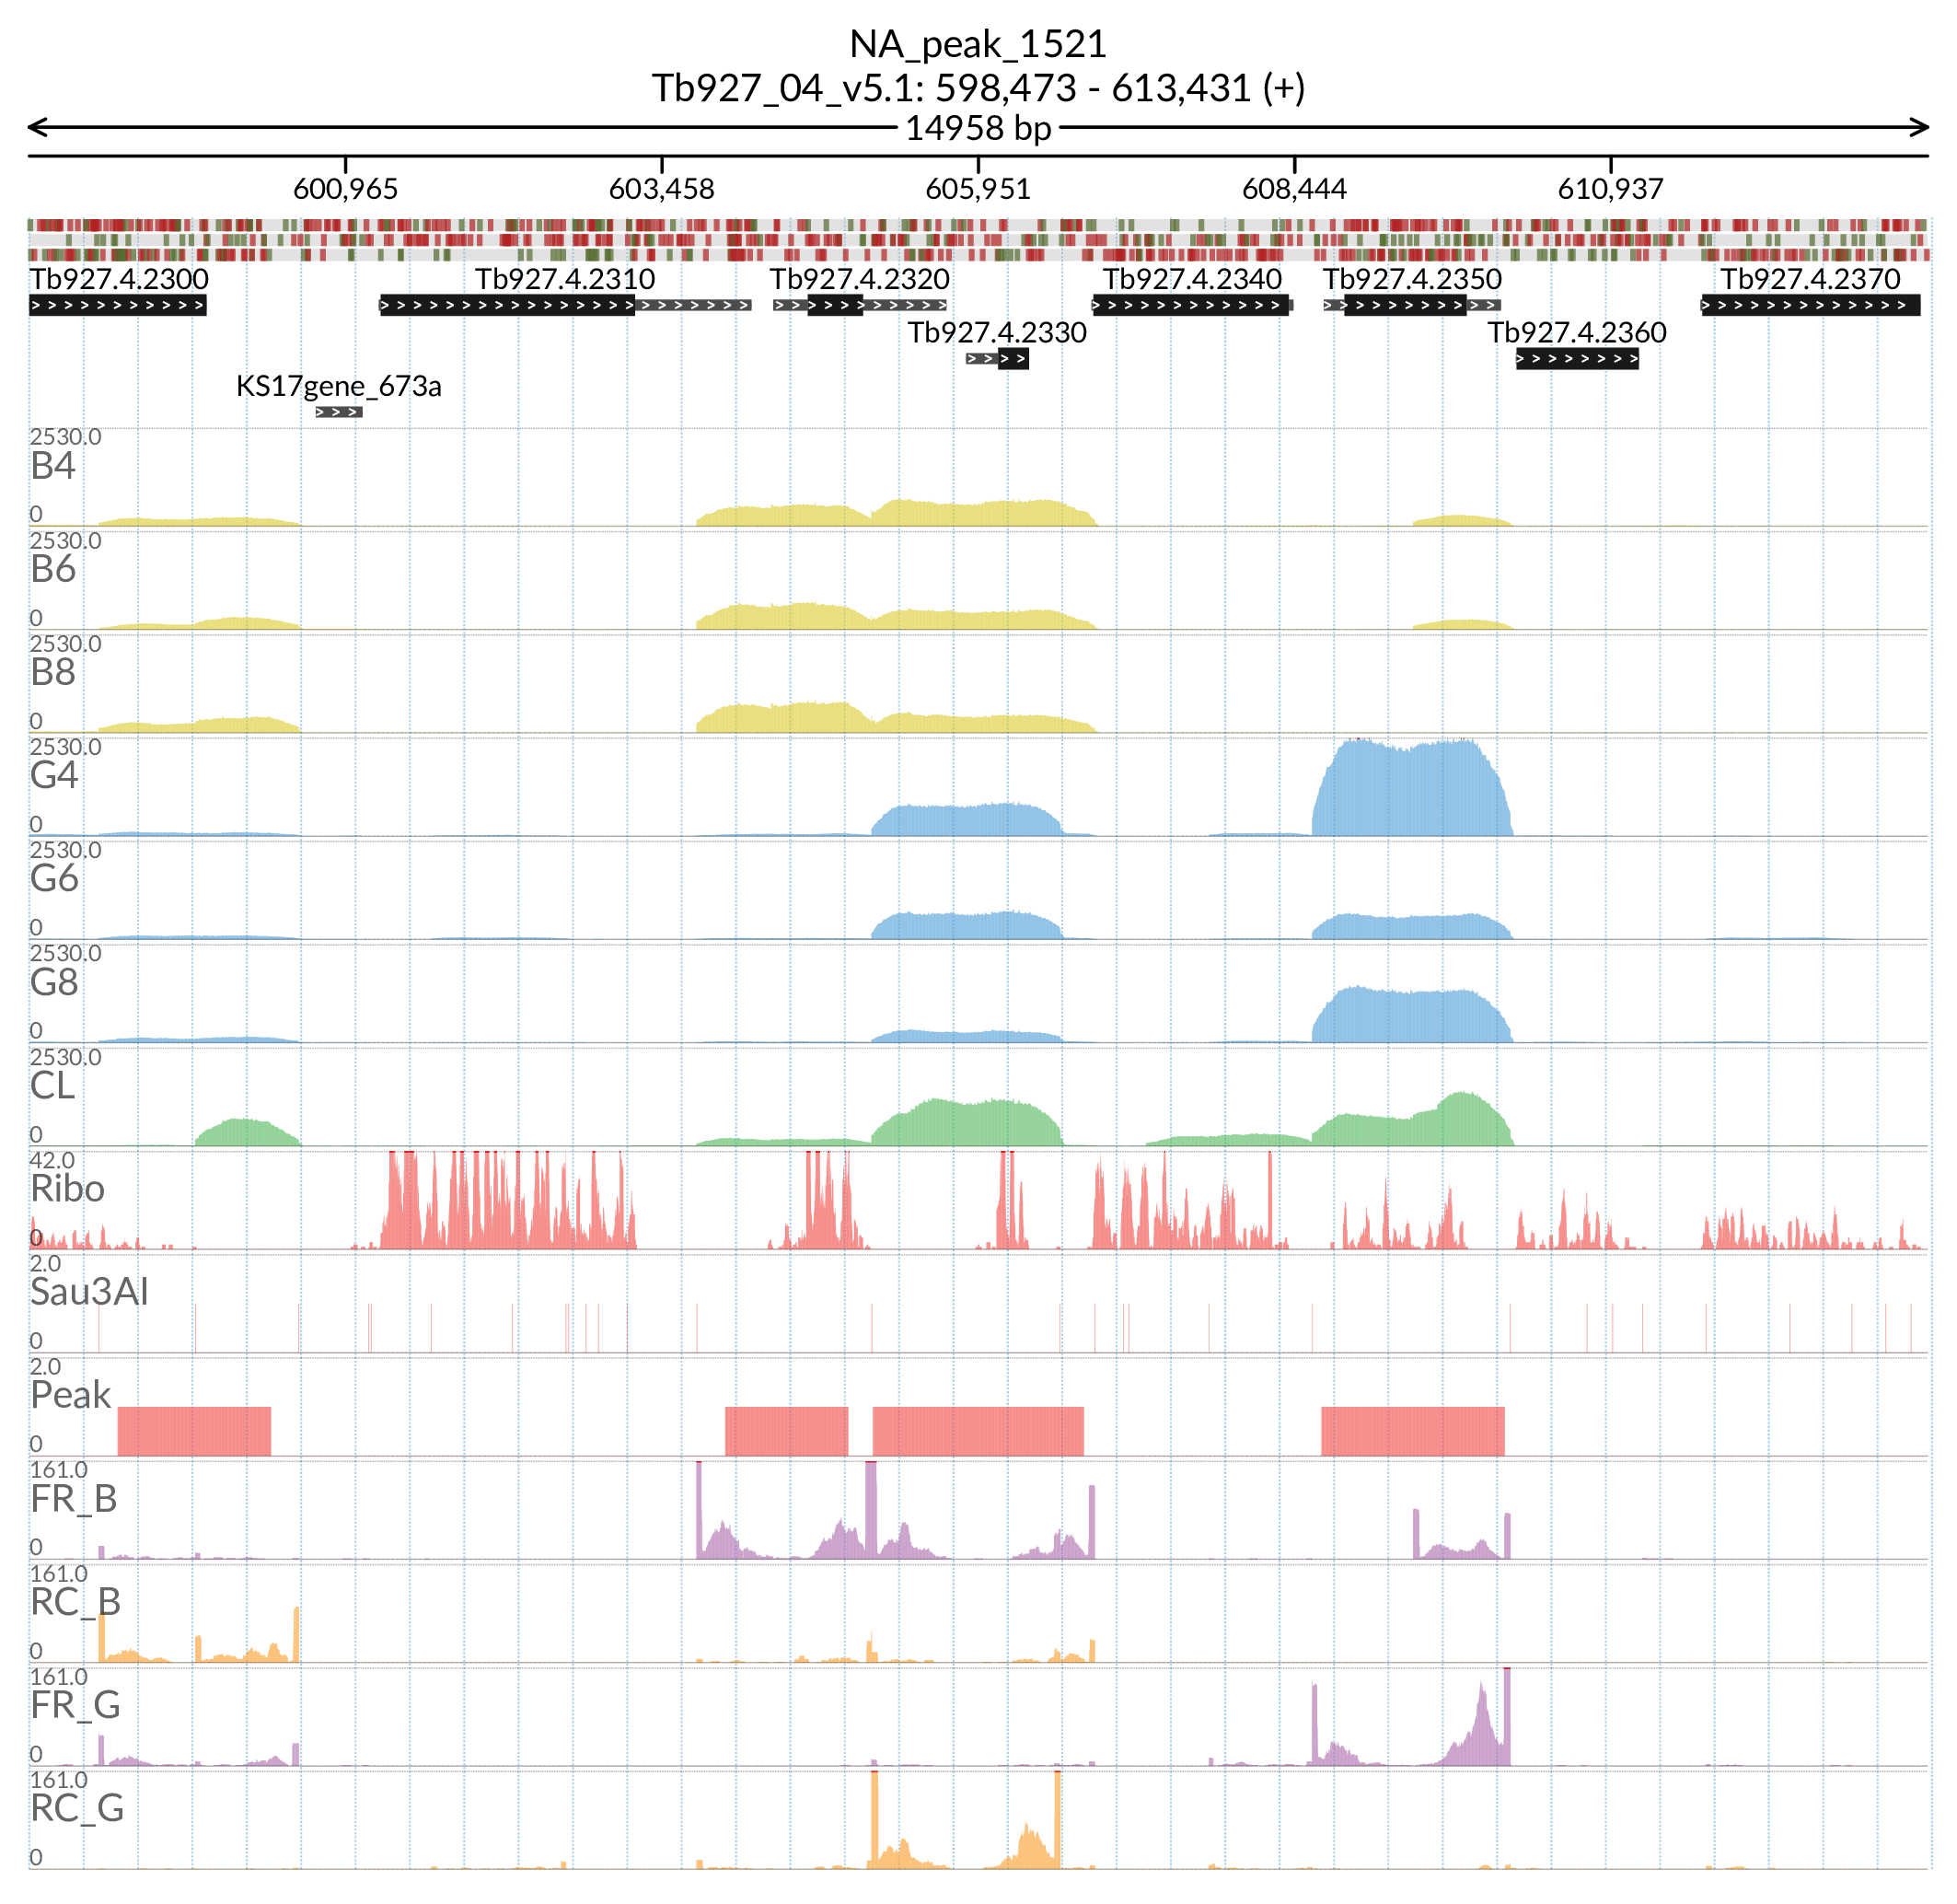 NA_peak_1521
Tb927_04_v5.1: 598,473 - 613,431 (+)
14958 bp
600,965 603,458 605,951 608,444 610,937
Tb927.4.2300 Tb927.4.2310 Tb927.4.2320 Tb927.4.2340 Tb927.4.2350 Tb927.4.2370
Tb927.4.2330 Tb927.4.2360
KS17gene_673a
2530.0
B4
0
2530.0
B6
0
2530.0
B8
0
2530.0
G4
0
2530.0
G6
0
2530.0
G8
0
2530.0
CL
0
42.0
Ribo
0
2.0
Sau3AI
0
2.0
Peak
0
161.0
FR_B
0
161.0
RC_B
0
161.0
FR_G
0
161.0
RC_G
0